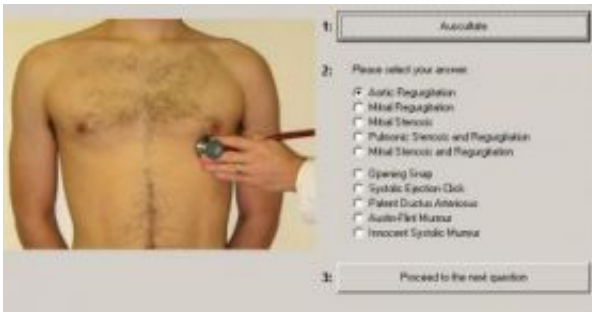 1:
Auscultate
2:
Please select your answer:
Aortic Regurgitation
Mitral Regurgitation
Mitral Stenosis
Pulmonic Stenosis and Regurgitation
Mitral Stenosis and Regurgitation
Opening Snap
Systolic Ejection Click
Patent Ductus Arteriosus
Austin-Flint Murmur
Innocent Systolic Murmur
3:
Proceed to the next question